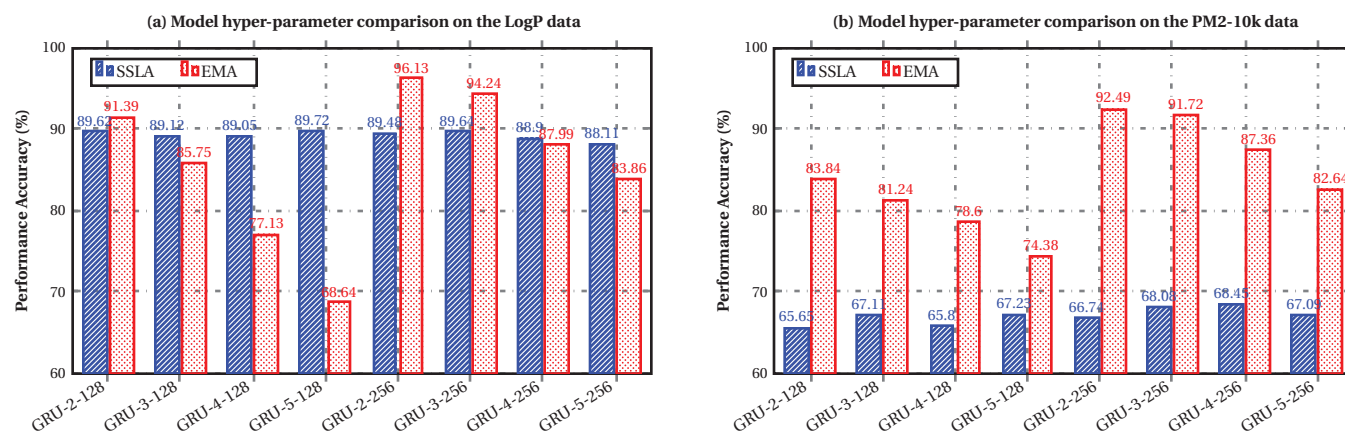 (a) Model hyper-parameter comparison on the LogP data
Performance Accuracy (%)
100
90
80
70
60
SSLA EMA
89.62 91.39 89.12 85.75 89.05 77.13 89.72 68.64 89.48 96.13 89.64 94.24 88.9 87.99 88.11 83.86
GRU-2-128 GRU-3-128 GRU-4-128 GRU-5-128 GRU-2-256 GRU-3-256 GRU-4-256 GRU-5-256
(b) Model hyper-parameter comparison on the PM2-10k data
Performance Accuracy (%)
100
90
80
70
60
SSLA EMA
65.65 83.84 67.11 81.24 65.8 78.6 67.23 74.38 66.74 92.49 68.08 91.72 68.45 87.36 67.09 82.64
GRU-2-128 GRU-3-128 GRU-4-128 GRU-5-128 GRU-2-256 GRU-3-256 GRU-4-256 GRU-5-256